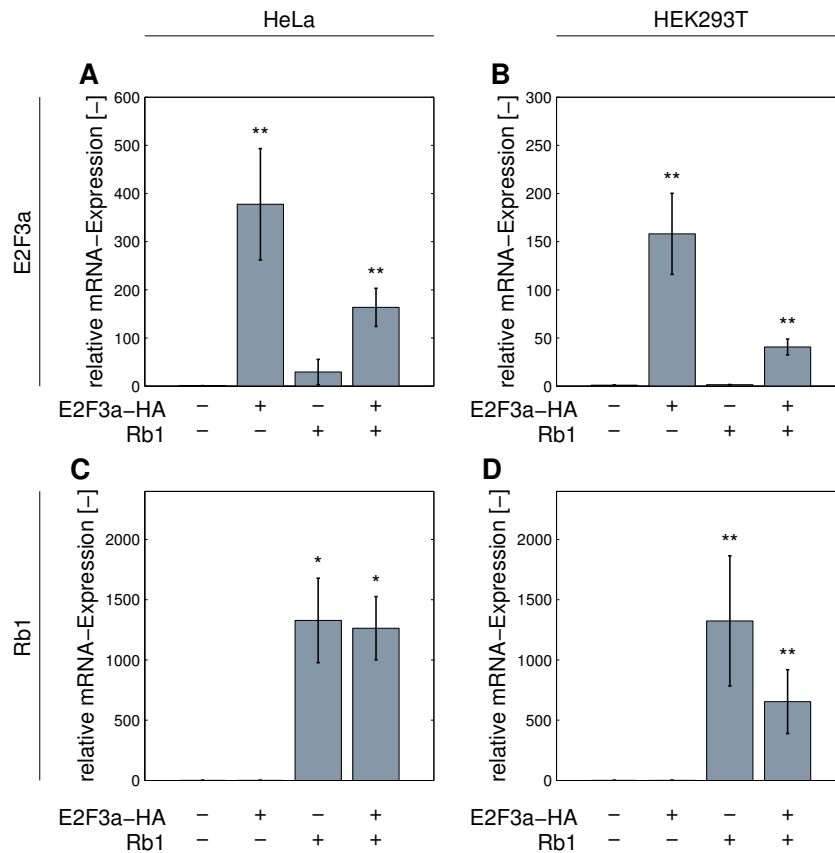 HeLa
HEK293T
A
B
E2F3a
relative mRNA−Expression [−]
600
500
400
300
200
100
0
**
**
relative mRNA−Expression [−]
300
250
200
150
100
50
0
**
**
E2F3a−HA − + − +
Rb1 − − + +
E2F3a−HA − + − +
Rb1 − − + +
C
D
Rb1
relative mRNA−Expression [−]
2000
1500
1000
500
0
*
*
relative mRNA−Expression [−]
2000
1500
1000
500
0
**
**
E2F3a−HA − + − +
Rb1 − − + +
E2F3a−HA − + − +
Rb1 − − + +